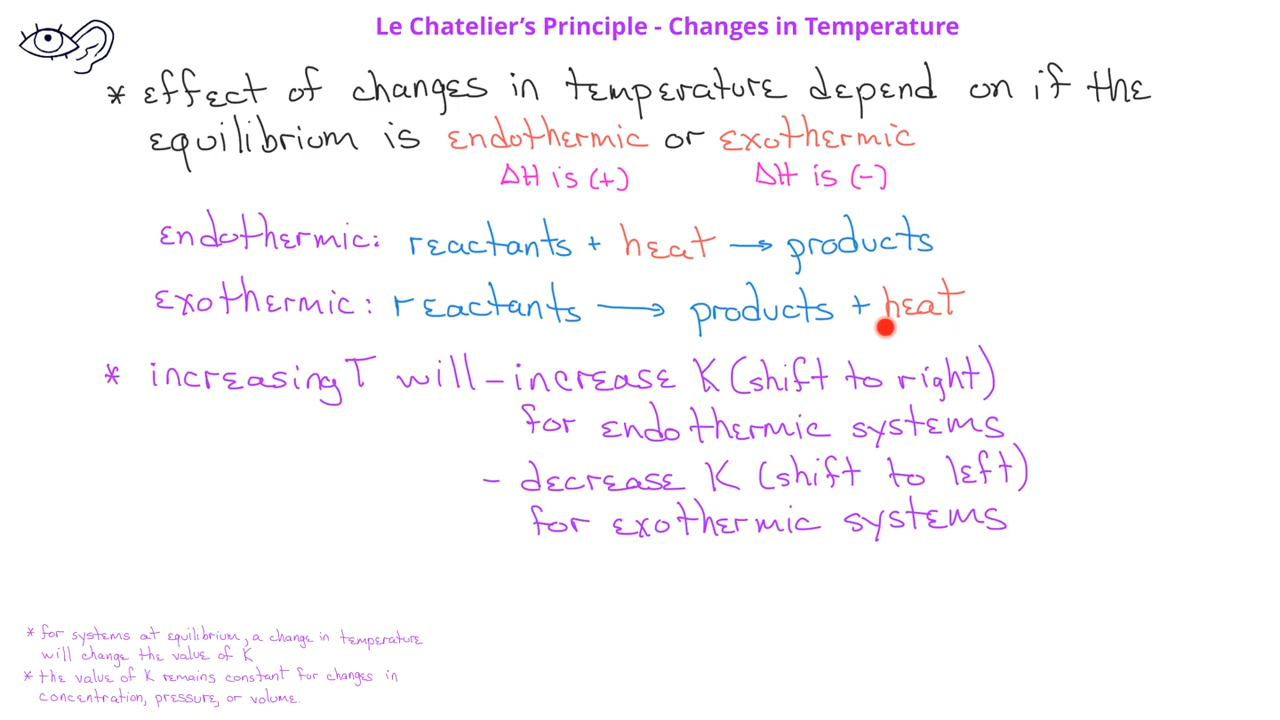 Le Chatelier's Principle - Changes in Temperature
* effect of changes in temperature depend on if the
equilibrium is endothermic or exothermic
ΔH is (+) ΔH is (-)
endothermic: reactants + heat → products
exothermic: reactants → products + heat
* increasing T will - increase K (shift to right)
for endothermic systems
- decrease K (shift to left)
for exothermic systems
* for systems at equilibrium, a change in temperature
will change the value of K
* the value of K remains constant for changes in
concentration, pressure, or volume.